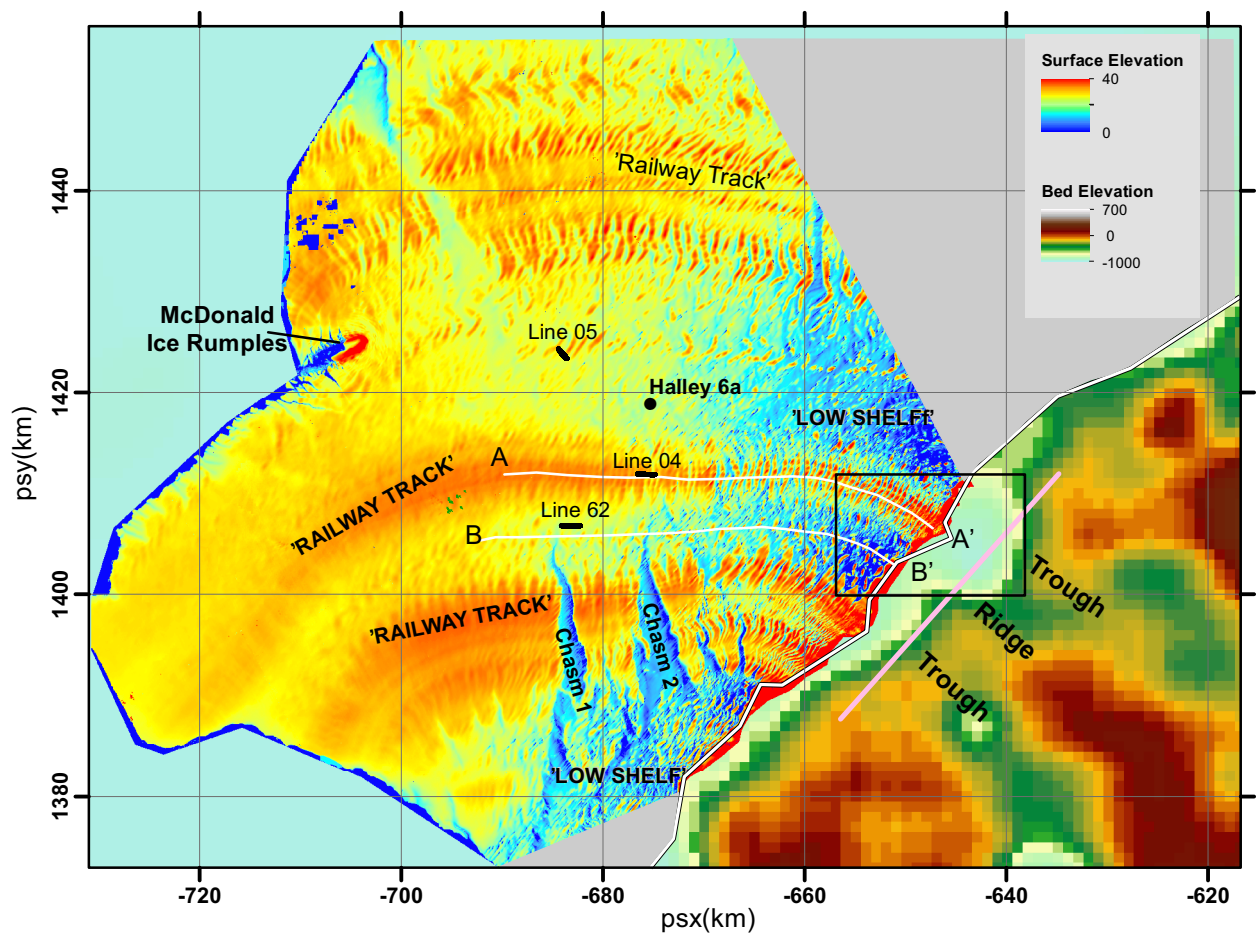 Surface Elevation
40
0
Bed Elevation
700
0
-1000
'Railway Track'
McDonald
Ice Rumples
Line 05
Halley 6a
'LOW SHELFf'
A
Line 04
'RAILWAY TRACK'
Line 62
B
A'
B'
Trough
Ridge
Trough
'RAILWAY TRACK'
Chasm 1
Chasm 2
'LOW SHELF'
1440
1420
1400
1380
psy(km)
-720
-700
-680
-660
-640
-620
psx(km)